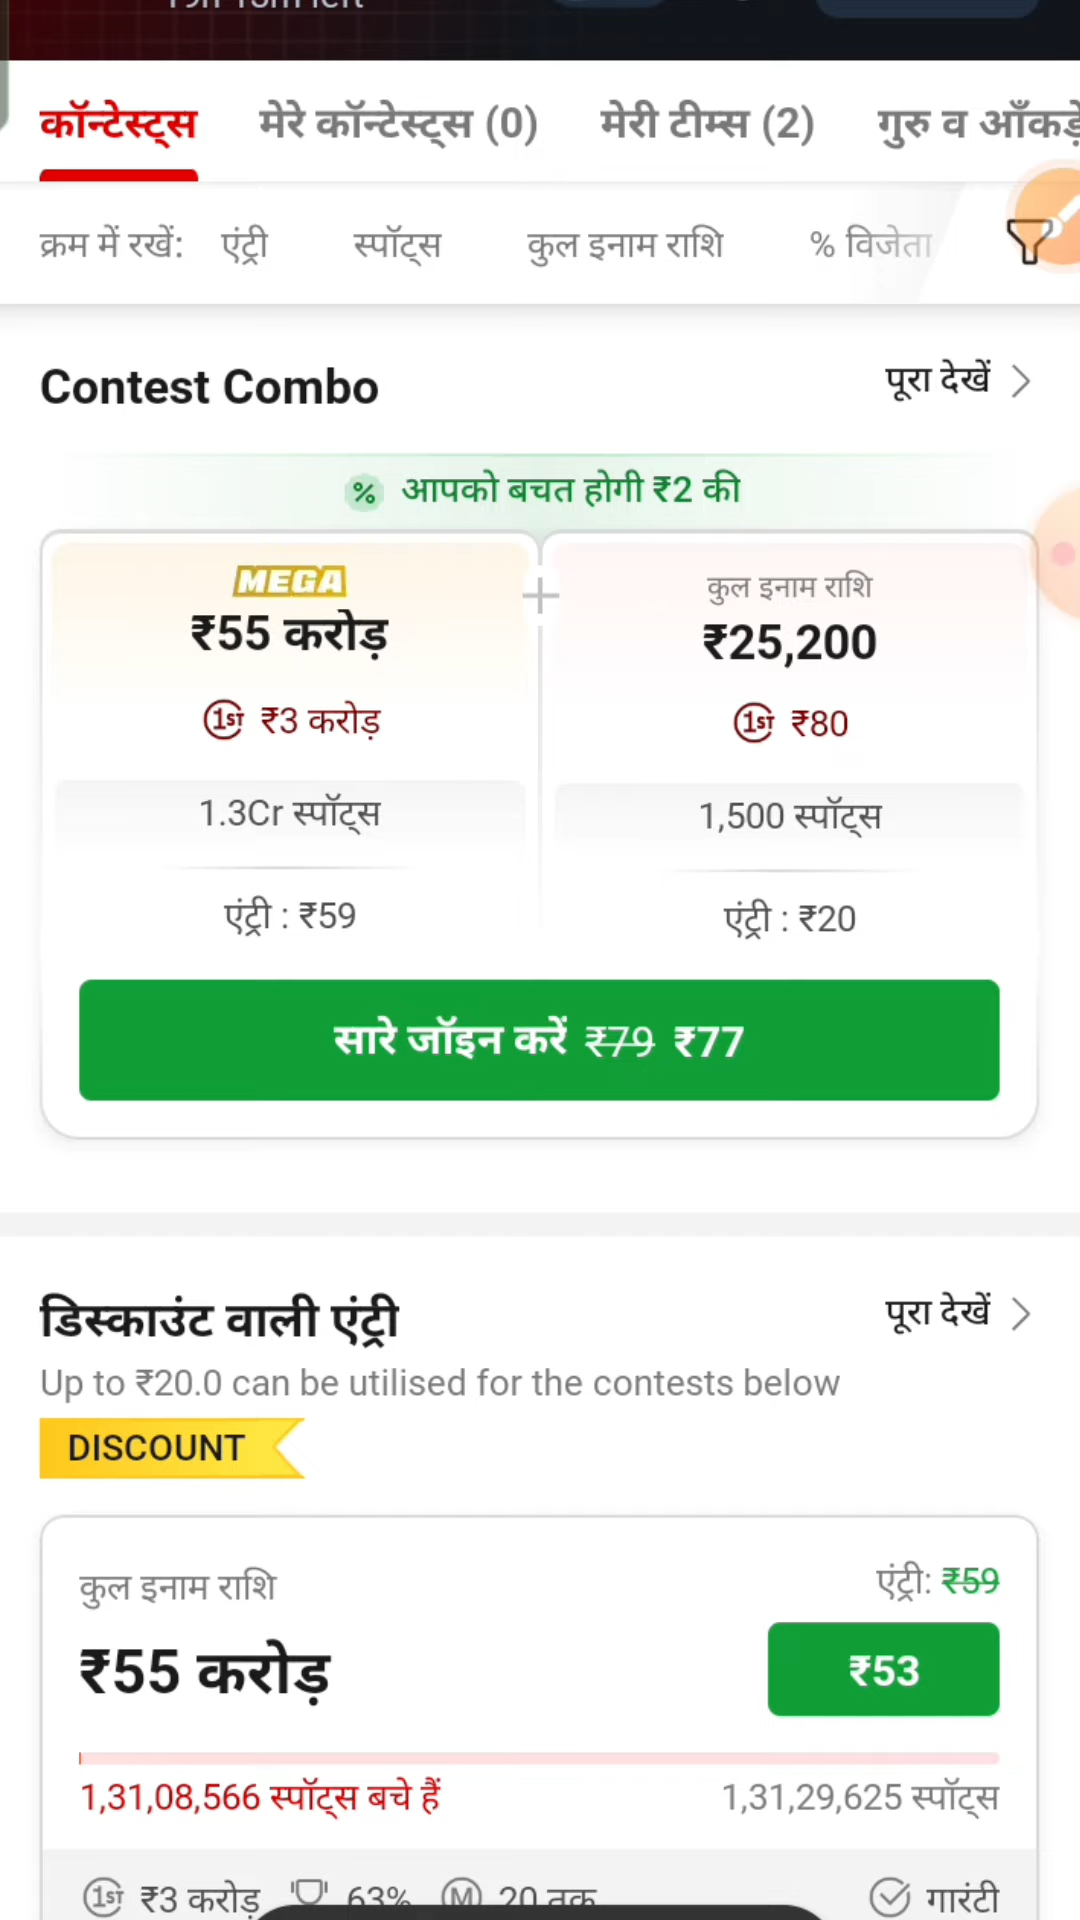 कॉन्टेस्ट्स मेरे कॉन्टेस्ट्स (0) मेरी टीम्स (2) गुरु व आँकड़े
क्रम में रखें: एंट्री स्पॉट्स कुल इनाम राशि % विजेता
Contest Combo पूरा देखें
% आपको बचत होगी ₹2 की
MEGA कुल इनाम राशि
₹55 करोड़ ₹25,200
1ST ₹3 करोड़ 1ST ₹80
1.3Cr स्पॉट्स 1,500 स्पॉट्स
एंट्री : ₹59 एंट्री : ₹20
सारे जॉइन करें ₹79 ₹77
डिस्काउंट वाली एंट्री पूरा देखें
Up to ₹20.0 can be utilised for the contests below
DISCOUNT
कुल इनाम राशि एंट्री: ₹59
₹55 करोड़ ₹53
1,31,08,566 स्पॉट्स बचे हैं 1,31,29,625 स्पॉट्स
1ST ₹3 करोड़ 63% M 20 तक गारंटी